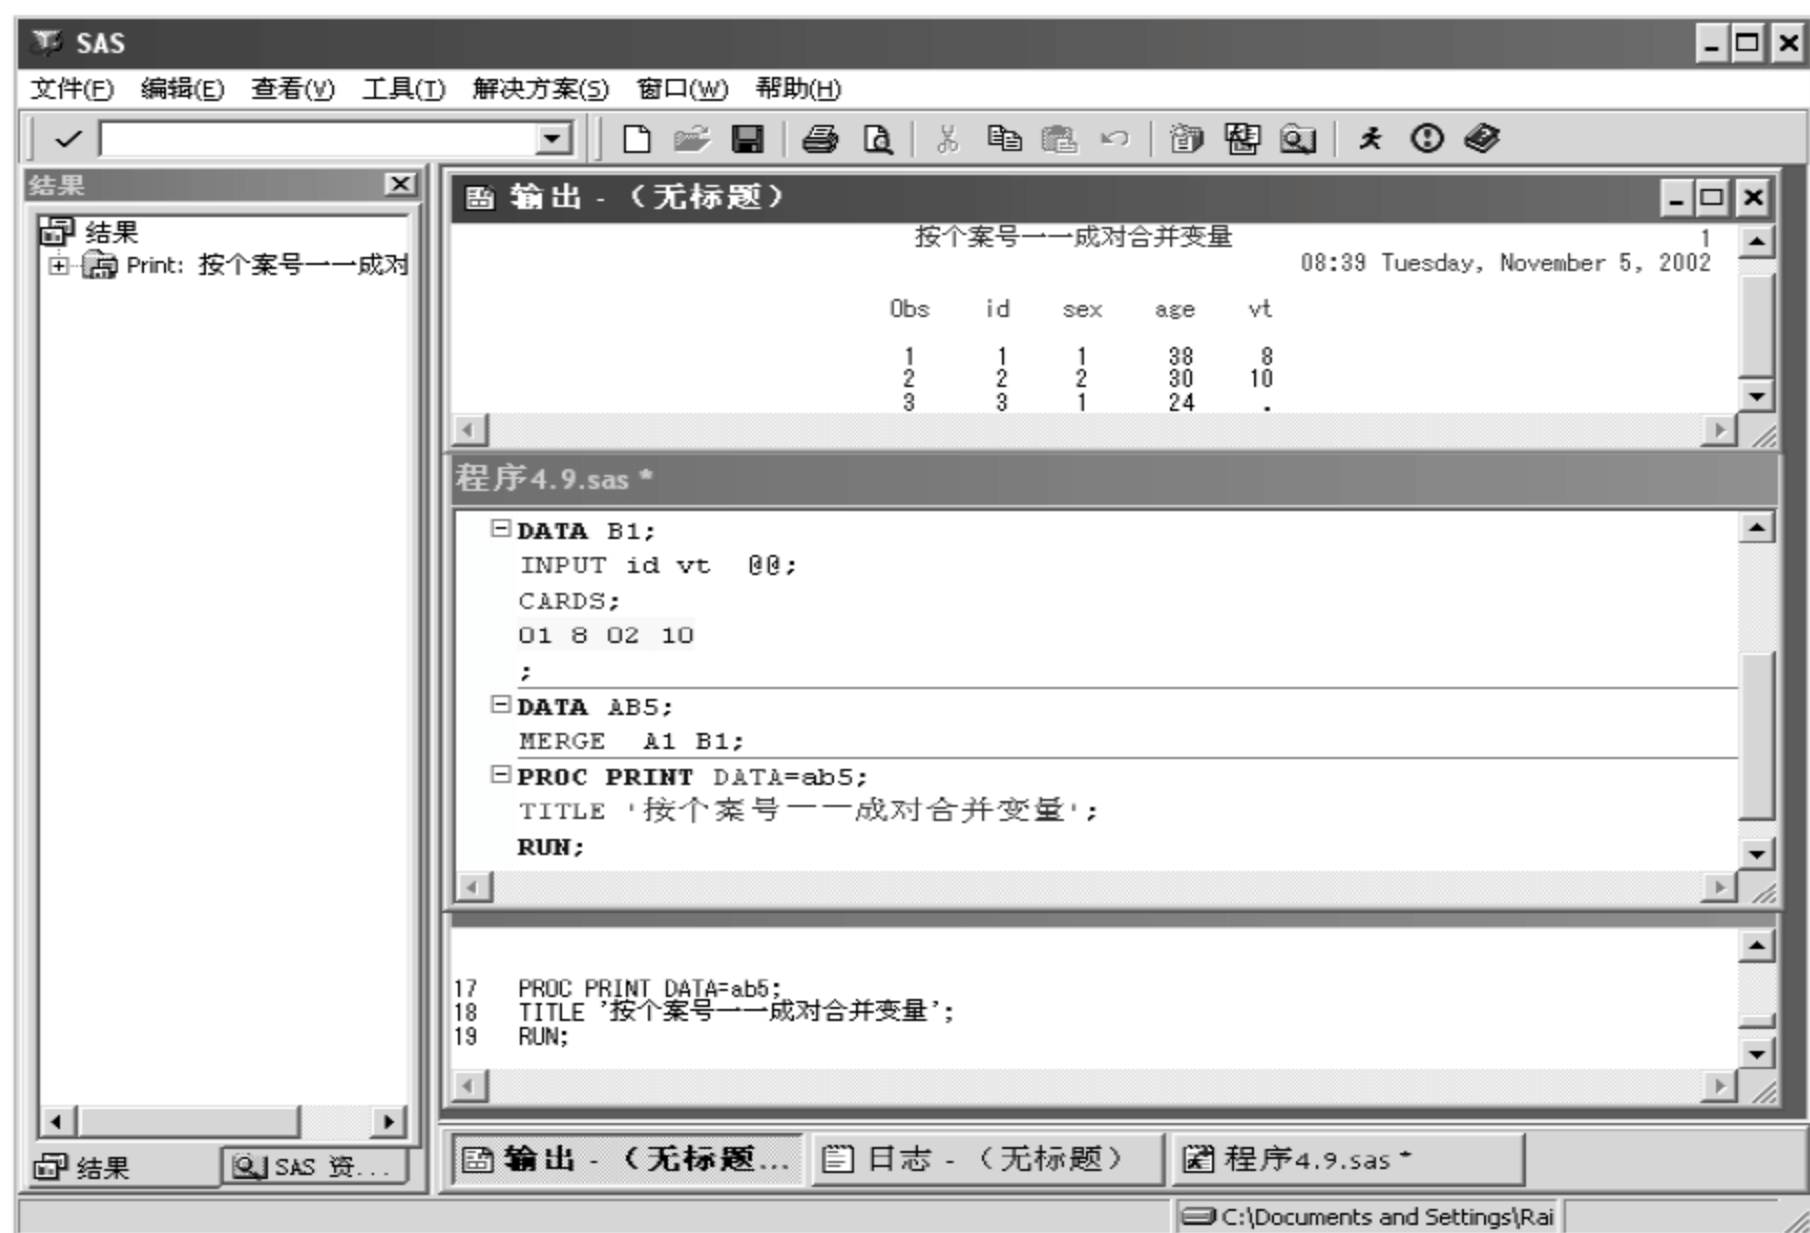 SAS
文件(F) 编辑(E) 查看(V) 工具(T) 解决方案(S) 窗口(W) 帮助(H)
结果
结果
Print: 按个案号一一成对
输出 - （无标题）
按个案号一一成对合并变量 1
08:39 Tuesday, November 5, 2002
Obs id sex age vt
1 1 1 38 8
2 2 2 30 10
3 3 1 24 .
程序4.9.sas *
DATA B1;
INPUT id vt @@;
CARDS;
01 8 02 10
;
DATA AB5;
MERGE A1 B1;
PROC PRINT DATA=ab5;
TITLE '按个案号一一成对合并变量';
RUN;
17 PROC PRINT DATA=ab5;
18 TITLE '按个案号一一成对合并变量';
19 RUN;
结果 SAS 资...
输出 - （无标题... 日志 - （无标题） 程序4.9.sas *
C:\Documents and Settings\Rai